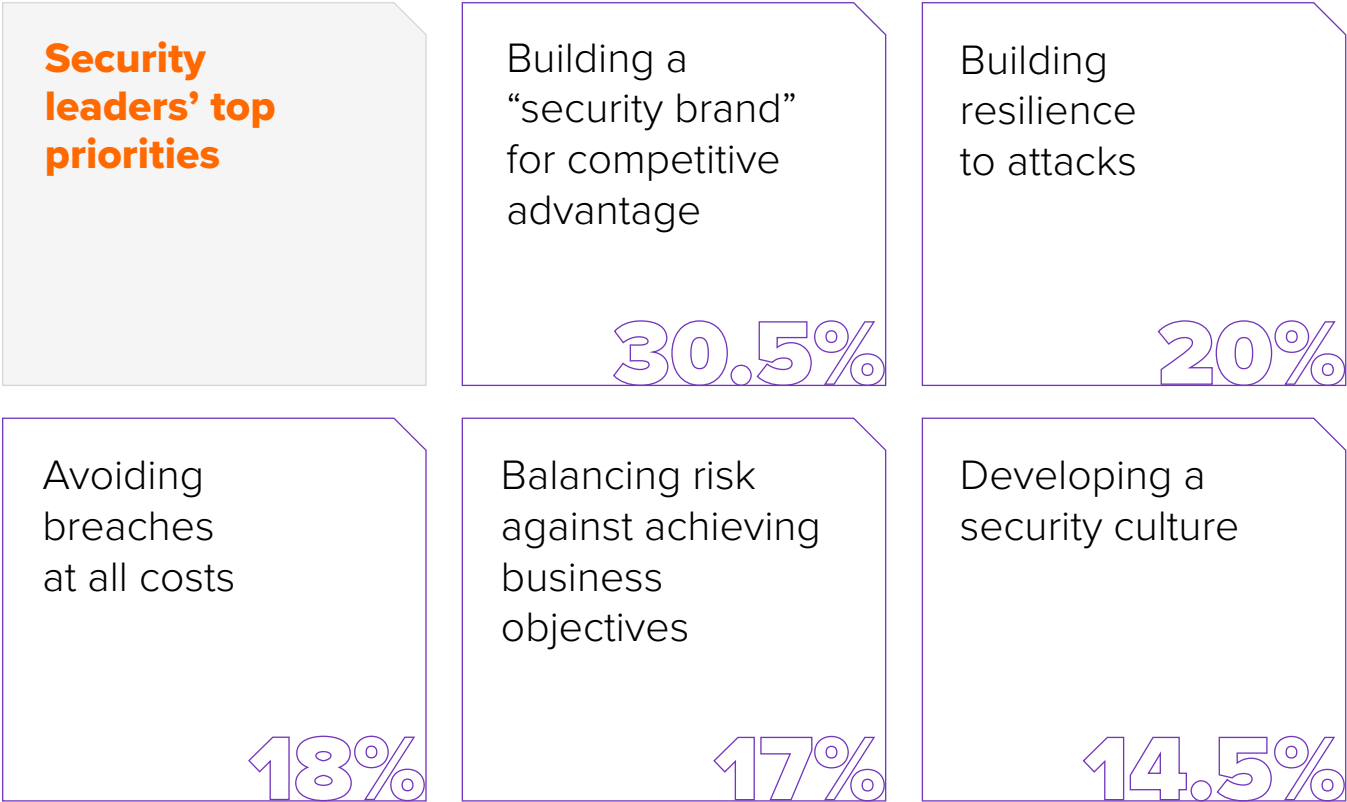 Security
leaders’ top
priorities
Building a
“security brand”
for competitive
advantage
30.5%
Building
resilience
to attacks
20%
Avoiding
breaches
at all costs
18%
Balancing risk
against achieving
business
objectives
17%
Developing a
security culture
14.5%